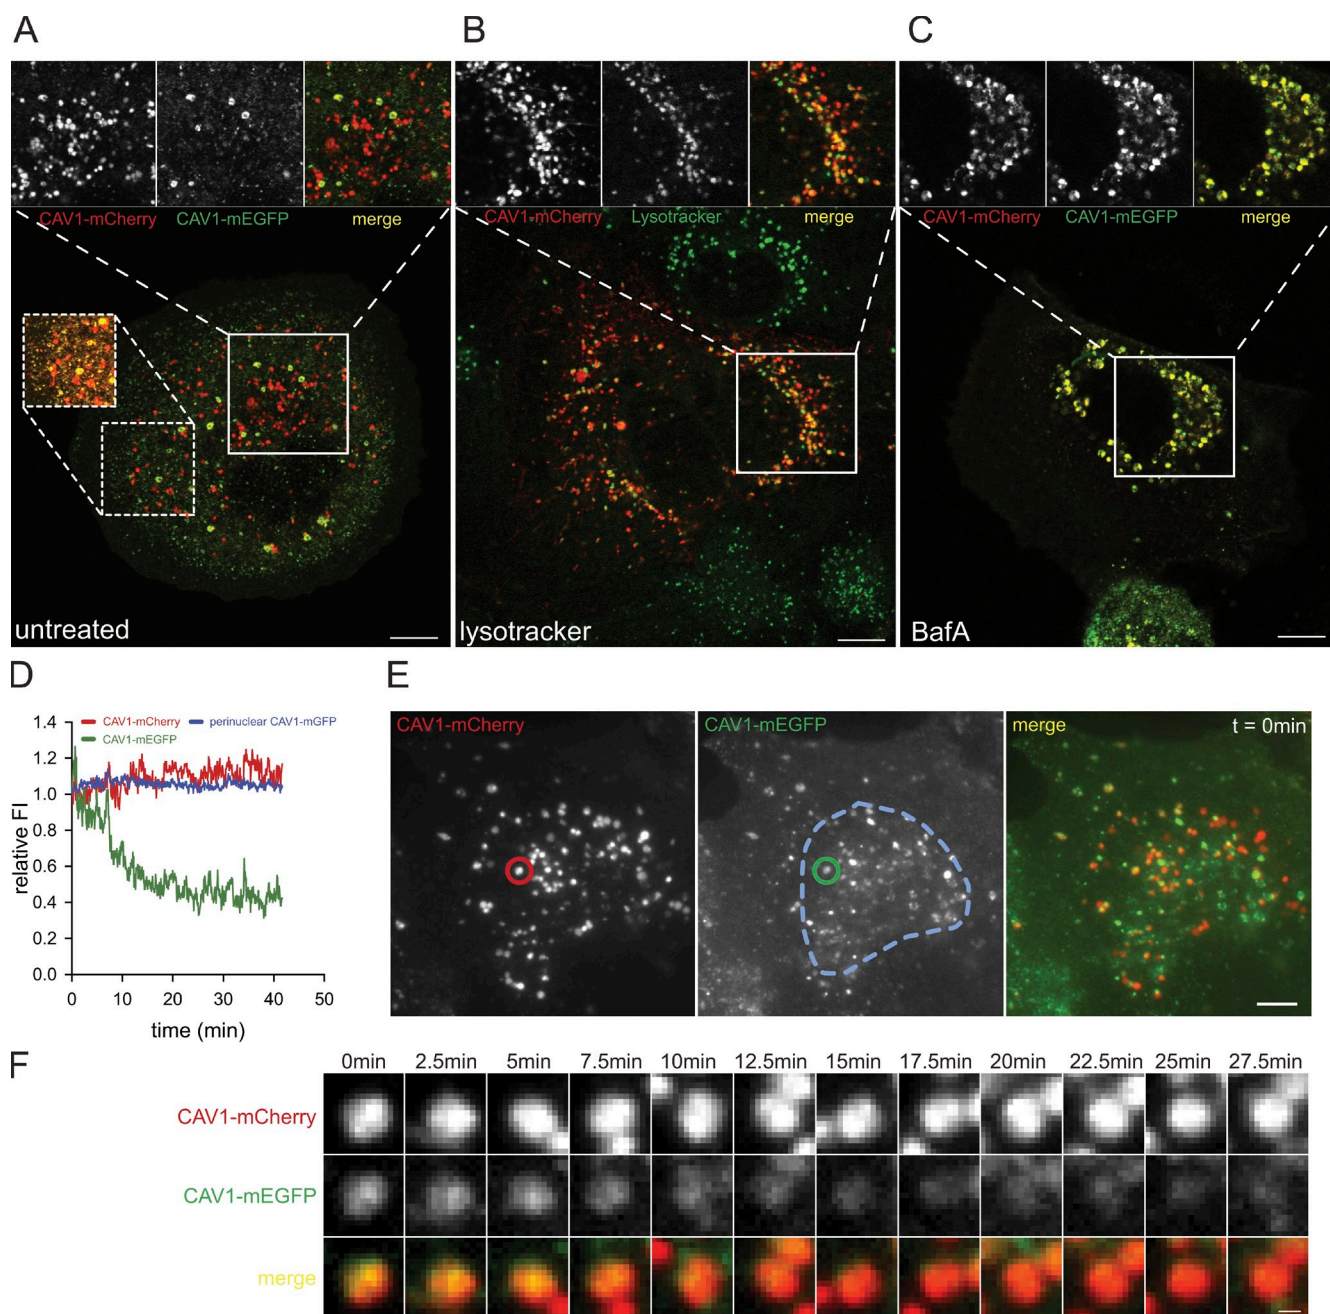 A
B
C
CAV1-mCherry CAV1-mEGFP merge
CAV1-mCherry Lysotracker merge
CAV1-mCherry CAV1-mEGFP merge
untreated
lysotracker
BafA
D
CAV1-mCherry perinuclear CAV1-mGFP
CAV1-mEGFP
1.4
1.2
1.0
0.8
0.6
0.4
0.2
0.0
relative FI
0 10 20 30 40 50
time (min)
E
CAV1-mCherry
CAV1-mEGFP
merge
t = 0min
F
0min 2.5min 5min 7.5min 10min 12.5min 15min 17.5min 20min 22.5min 25min 27.5min
CAV1-mCherry
CAV1-mEGFP
merge